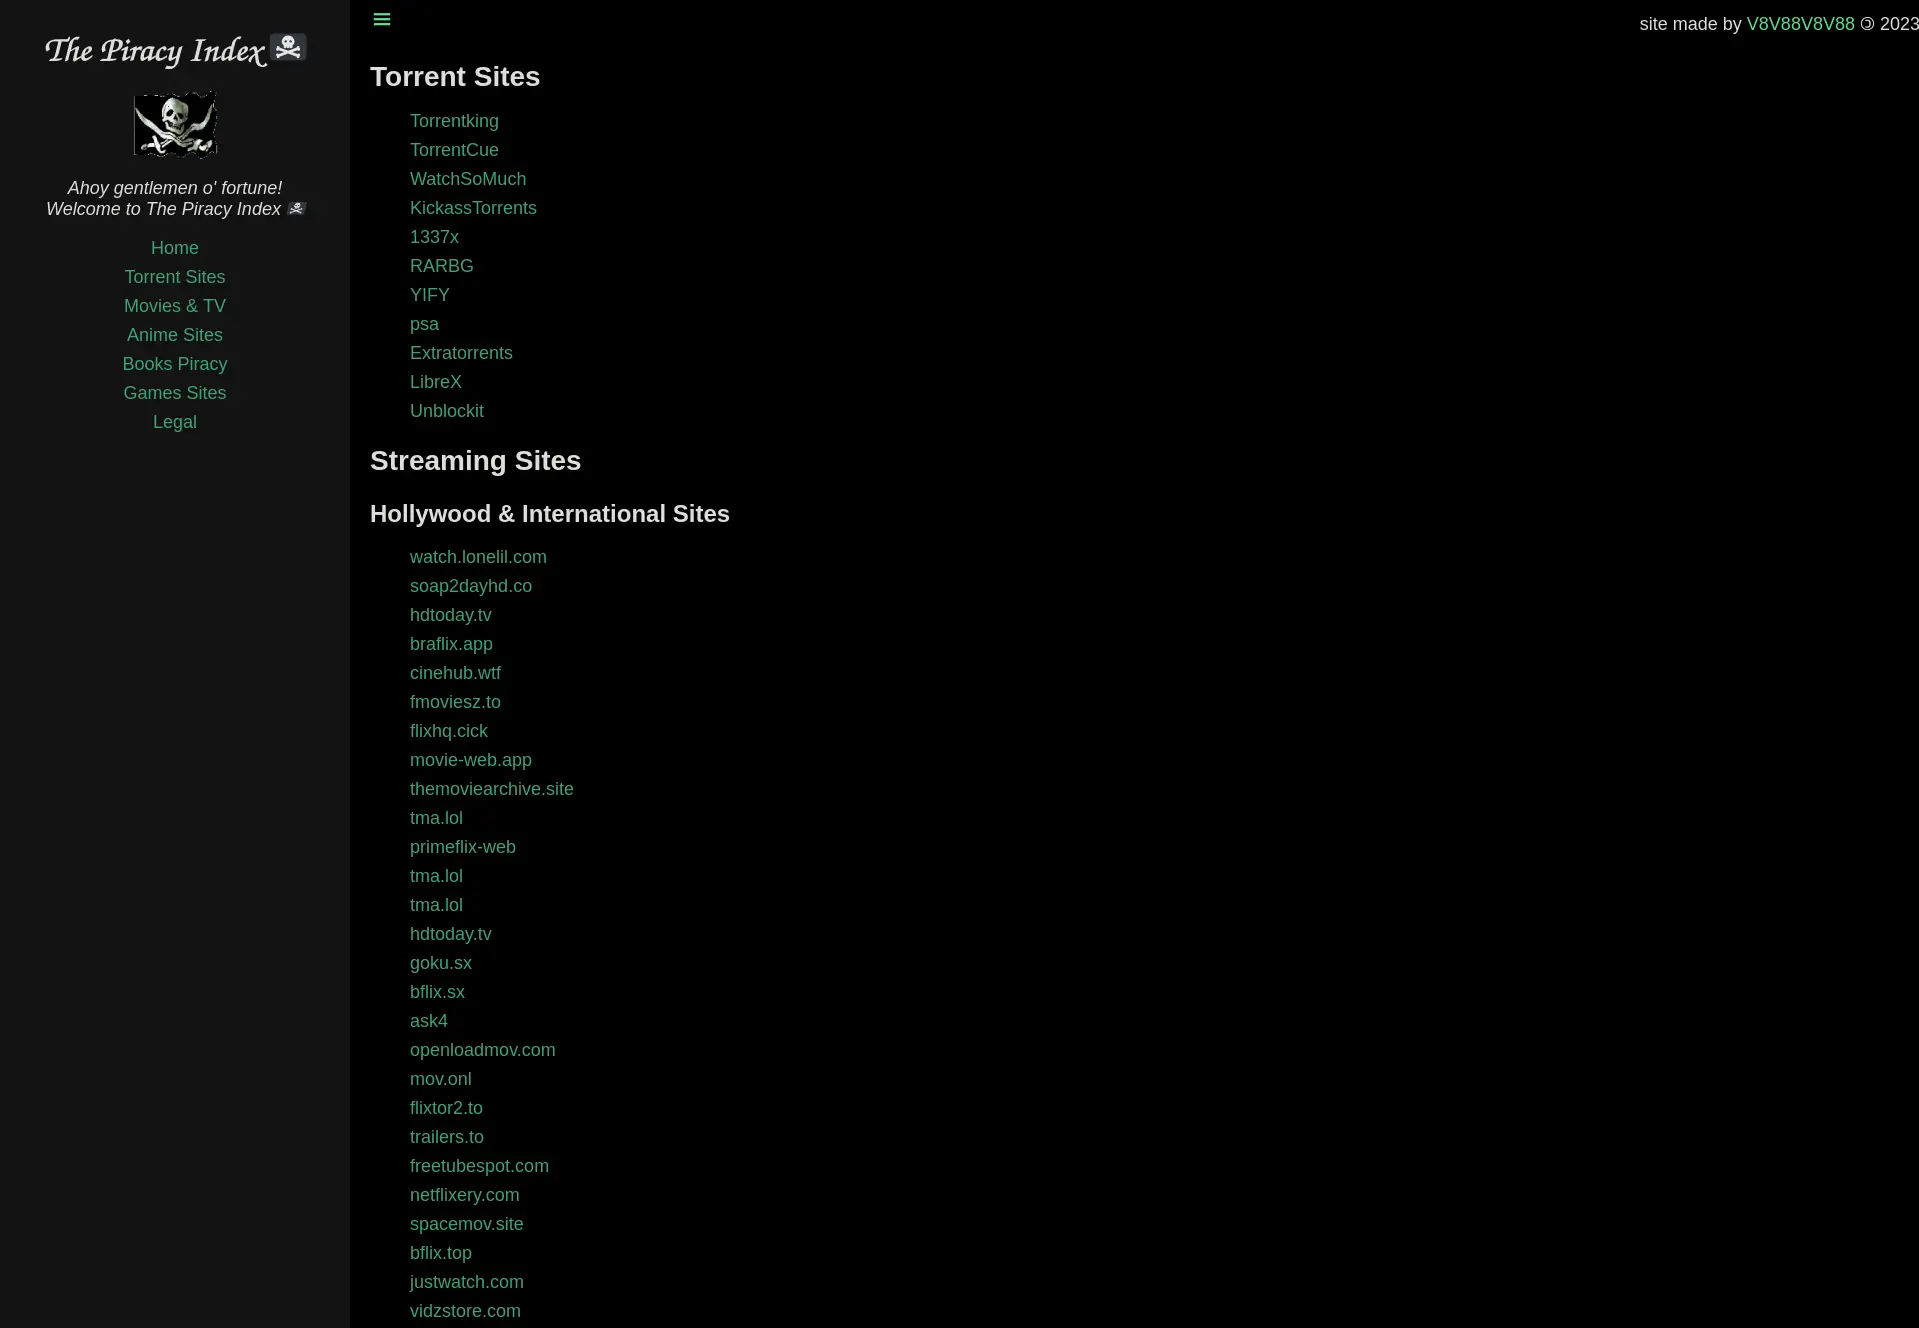 The Piracy Index
Ahoy gentlemen o' fortune!
Welcome to The Piracy Index
Home
Torrent Sites
Movies & TV
Anime Sites
Books Piracy
Games Sites
Legal
site made by V8V88V8V88 🄯 2023
Torrent Sites
Torrentking
TorrentCue
WatchSoMuch
KickassTorrents
1337x
RARBG
YIFY
psa
Extratorrents
LibreX
Unblockit
Streaming Sites
Hollywood & International Sites
watch.lonelil.com
soap2dayhd.co
hdtoday.tv
braflix.app
cinehub.wtf
fmoviesz.to
flixhq.cick
movie-web.app
themoviearchive.site
tma.lol
primeflix-web
tma.lol
tma.lol
hdtoday.tv
goku.sx
bflix.sx
ask4
openloadmov.com
mov.onl
flixtor2.to
trailers.to
freetubespot.com
netflixery.com
spacemov.site
bflix.top
justwatch.com
vidzstore.com